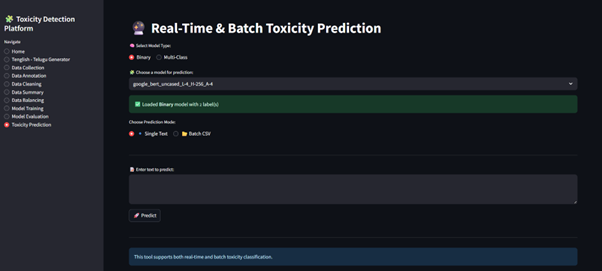 Toxicity Detection
Platform
Navigate
Home
Tenglish - Telugu Generator
Data Collection
Data Annotation
Data Cleaning
Data Summary
Data Balancing
Model Training
Model Evaluation
Toxicity Prediction
Real-Time & Batch Toxicity Prediction
Select Model Type:
Binary Multi-Class
Choose a model for prediction:
google_bert_uncased_L-4_H-256_A-4
Loaded Binary model with 2 label(s)
Choose Prediction Mode:
Single Text Batch CSV
Enter text to predict:
Predict
This tool supports both real-time and batch toxicity classification.